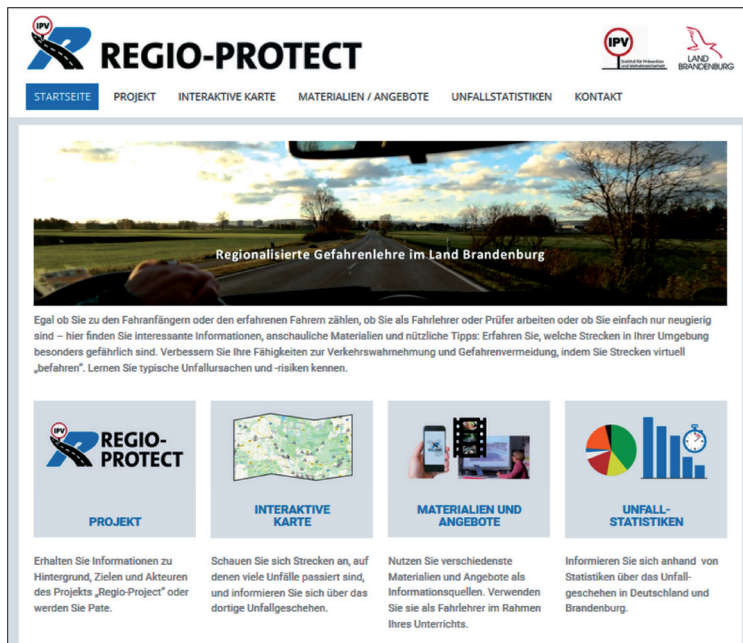 IPV
REGIO-PROTECT
IPV
Institut für Prävention
und Verkehrssicherheit
LAND
BRANDENBURG
STARTSEITE PROJEKT INTERAKTIVE KARTE MATERIALIEN / ANGEBOTE UNFALLSTATISTIKEN KONTAKT
Regionalisierte Gefahrenlehre im Land Brandenburg
Egal ob Sie zu den Fahranfängern oder den erfahrenen Fahrern zählen, ob Sie als Fahrlehrer oder Prüfer arbeiten oder ob Sie einfach nur neugierig
sind – hier finden Sie interessante Informationen, anschauliche Materialien und nützliche Tipps: Erfahren Sie, welche Strecken in Ihrer Umgebung
besonders gefährlich sind. Verbessern Sie Ihre Fähigkeiten zur Verkehrswahrnehmung und Gefahrenvermeidung, indem Sie Strecken virtuell
„befahren“. Lernen Sie typische Unfallursachen und -risiken kennen.
IPV
REGIO-
PROTECT
PROJEKT
Erhalten Sie Informationen zu
Hintergrund, Zielen und Akteuren
des Projekts „Regio-Project“ oder
werden Sie Pate.
INTERAKTIVE
KARTE
Schauen Sie sich Strecken an, auf
denen viele Unfälle passiert sind,
und informieren Sie sich über das
dortige Unfallgeschehen.
MATERIALIEN UND
ANGEBOTE
Nutzen Sie verschiedenste
Materialien und Angebote als
Informationsquellen. Verwenden
Sie sie als Fahrlehrer im Rahmen
Ihres Unterrichts.
UNFALL-
STATISTIKEN
Informieren Sie sich anhand von
Statistiken über das Unfall-
geschehen in Deutschland und
Brandenburg.